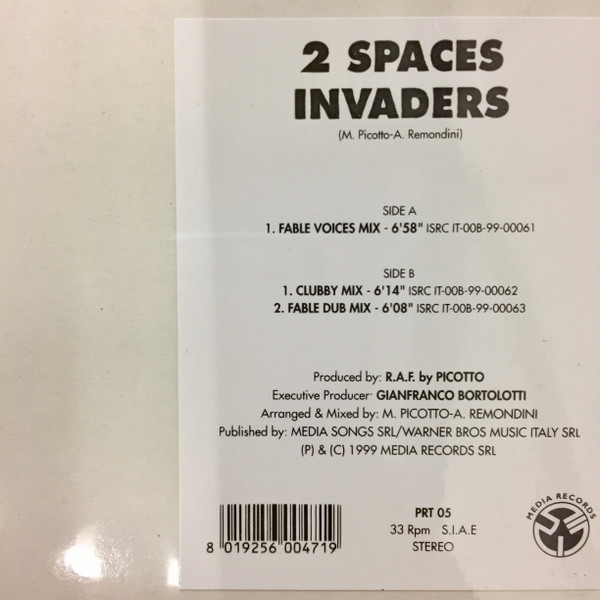 2 SPACES
INVADERS
(M. Picotto-A. Remondini)
SIDE A
1. FABLE VOICES MIX - 6'58" ISRC IT-00B-99-00061
SIDE B
1. CLUBBY MIX - 6'14" ISRC IT-00B-99-00062
2. FABLE DUB MIX - 6'08" ISRC IT-00B-99-00063
Produced by: R.A.F. by PICOTTO
Executive Producer: GIANFRANCO BORTOLOTTI
Arranged & Mixed by: M. PICOTTO-A. REMONDINI
Published by: MEDIA SONGS SRL/WARNER BROS MUSIC ITALY SRL
(P) & (C) 1999 MEDIA RECORDS SRL
8 019256 004719
PRT 05
33 Rpm S.I.A.E
STEREO
MEDIA RECORDS